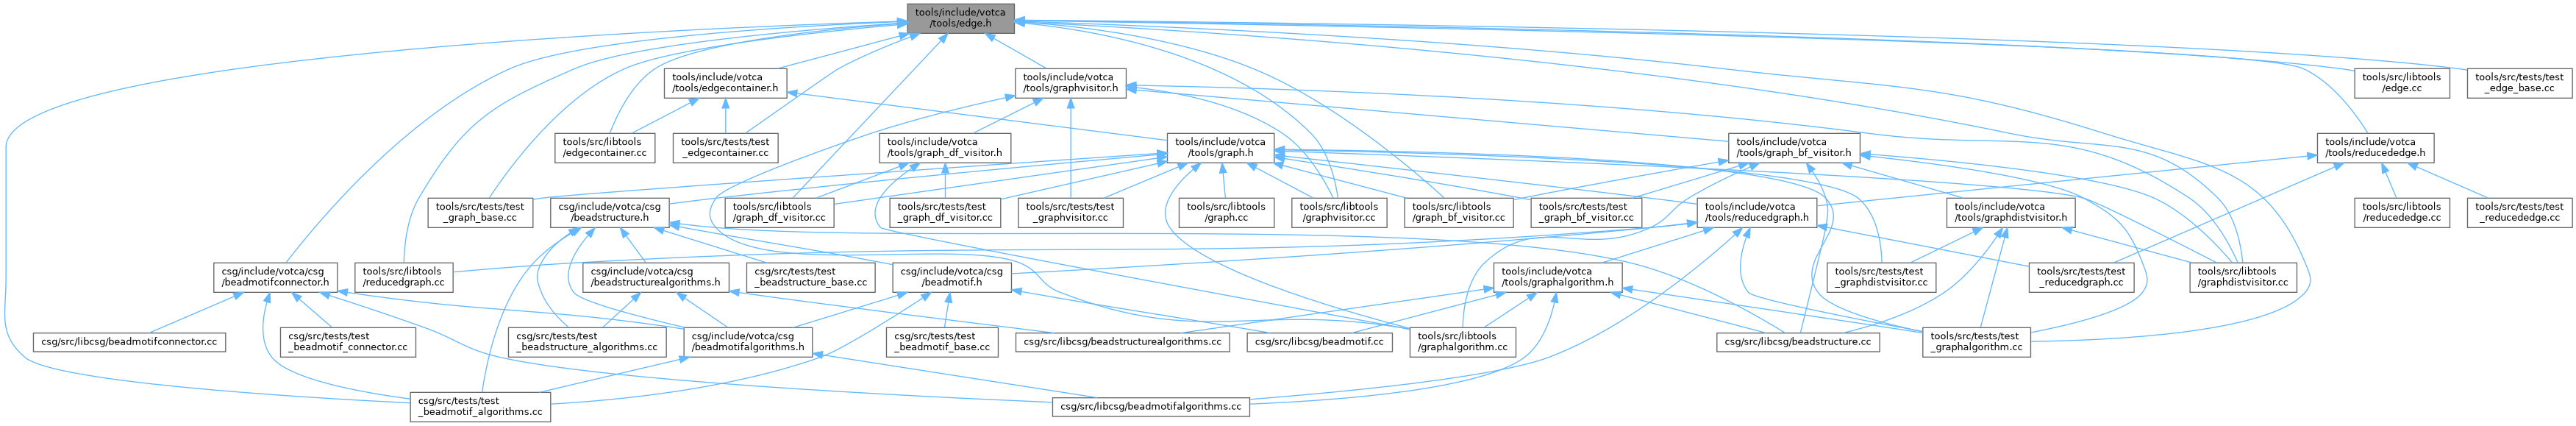 tools/include/votca
/tools/edge.h
tools/include/votca
/tools/edgecontainer.h
tools/include/votca
/tools/graphvisitor.h
tools/src/libtools
/edge.cc
tools/src/tests/test
_edge_base.cc
tools/src/libtools
/edgecontainer.cc
tools/src/tests/test
_edgecontainer.cc
tools/include/votca
/tools/graph_df_visitor.h
tools/include/votca
/tools/graph.h
tools/include/votca
/tools/graph_bf_visitor.h
tools/include/votca
/tools/reducededge.h
tools/src/tests/test
_graph_base.cc
csg/include/votca/csg
/beadstructure.h
tools/src/libtools
/graph_df_visitor.cc
tools/src/tests/test
_graph_df_visitor.cc
tools/src/tests/test
_graphvisitor.cc
tools/src/libtools
/graph.cc
tools/src/libtools
/graphvisitor.cc
tools/src/libtools
/graph_bf_visitor.cc
tools/src/tests/test
_graph_bf_visitor.cc
tools/include/votca
/tools/reducedgraph.h
tools/include/votca
/tools/graphdistvisitor.h
tools/src/libtools
/reducededge.cc
tools/src/tests/test
_reducededge.cc
csg/include/votca/csg
/beadmotifconnector.h
tools/src/libtools
/reducedgraph.cc
csg/include/votca/csg
/beadstructurealgorithms.h
csg/src/tests/test
_beadstructure_base.cc
csg/include/votca/csg
/beadmotif.h
tools/include/votca
/tools/graphalgorithm.h
tools/src/tests/test
_graphdistvisitor.cc
tools/src/tests/test
_reducedgraph.cc
tools/src/libtools
/graphdistvisitor.cc
csg/src/libcsg/beadmotifconnector.cc
csg/src/tests/test
_beadmotif_connector.cc
csg/src/tests/test
_beadstructure_algorithms.cc
csg/include/votca/csg
/beadmotifalgorithms.h
csg/src/tests/test
_beadmotif_base.cc
csg/src/libcsg/beadstructurealgorithms.cc
csg/src/libcsg/beadmotif.cc
tools/src/libtools
/graphalgorithm.cc
csg/src/libcsg/beadstructure.cc
tools/src/tests/test
_graphalgorithm.cc
csg/src/tests/test
_beadmotif_algorithms.cc
csg/src/libcsg/beadmotifalgorithms.cc